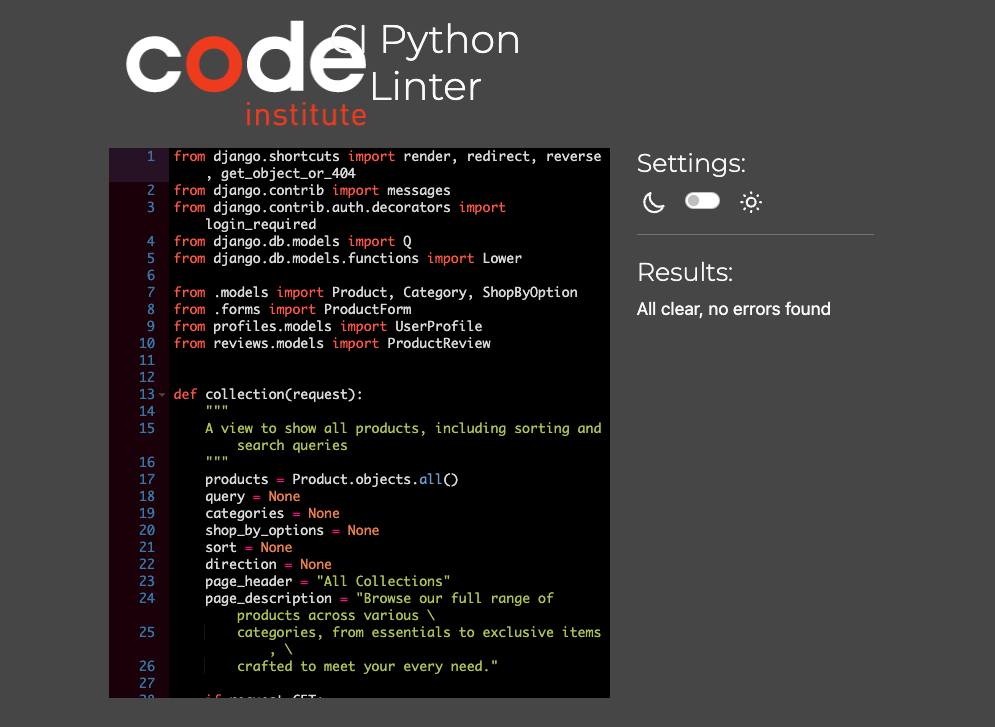 code
institute
CI Python
Linter
1 from django.shortcuts import render, redirect, reverse
, get_object_or_404
2 from django.contrib import messages
3 from django.contrib.auth.decorators import
login_required
4 from django.db.models import Q
5 from django.db.models.functions import Lower
6
7 from .models import Product, Category, ShopByOption
8 from .forms import ProductForm
9 from profiles.models import UserProfile
10 from reviews.models import ProductReview
11
12
13 def collection(request):
14 """
15 A view to show all products, including sorting and
search queries
16 """
17 products = Product.objects.all()
18 query = None
19 categories = None
20 shop_by_options = None
21 sort = None
22 direction = None
23 page_header = "All Collections"
24 page_description = "Browse our full range of
products across various \
25 categories, from essentials to exclusive items
, \
26 crafted to meet your every need."
27
28 if request.GET:
Settings:
Results:
All clear, no errors found